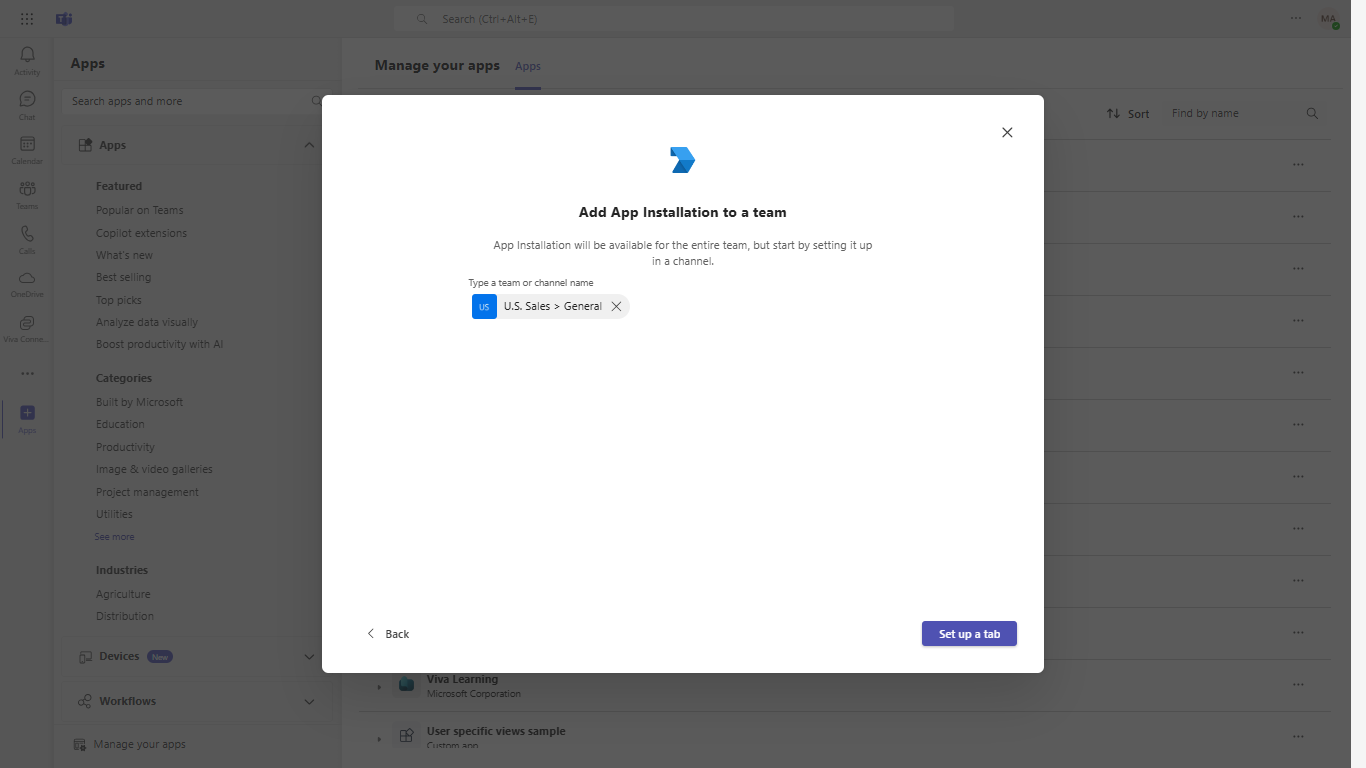 Search (Ctrl+Alt+E)
MA
Activity
Chat
Calendar
Teams
Calls
OneDrive
Viva Conne...
Apps
Apps
Search apps and more
Apps
Featured
Popular on Teams
Copilot extensions
What's new
Best selling
Top picks
Analyze data visually
Boost productivity with AI
Categories
Built by Microsoft
Education
Productivity
Image & video galleries
Project management
Utilities
See more
Industries
Agriculture
Distribution
Devices New
Workflows
Manage your apps
Manage your apps Apps
Sort Find by name
Add App Installation to a team
App Installation will be available for the entire team, but start by setting it up
in a channel.
Type a team or channel name
US U.S. Sales > General
Back Set up a tab
Viva Learning
Microsoft Corporation
User specific views sample
Custom app